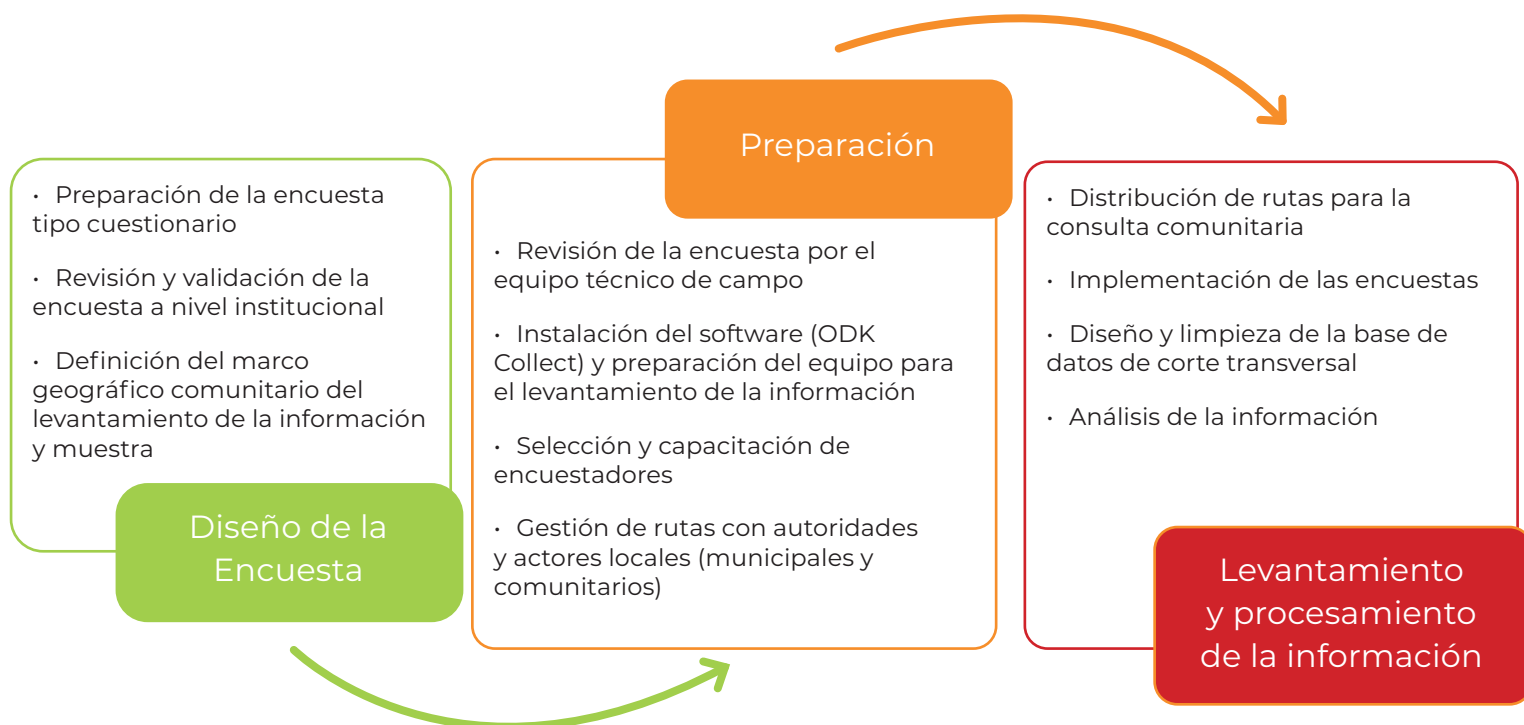 · Preparación de la encuesta
tipo cuestionario
· Revisión y validación de la
encuesta a nivel institucional
· Definición del marco
geográfico comunitario del
levantamiento de la información
y muestra
Diseño de la
Encuesta
Preparación
· Revisión de la encuesta por el
equipo técnico de campo
· Instalación del software (ODK
Collect) y preparación del equipo para
el levantamiento de la información
· Selección y capacitación de
encuestadores
· Gestión de rutas con autoridades
y actores locales (municipales y
comunitarios)
· Distribución de rutas para la
consulta comunitaria
· Implementación de las encuestas
· Diseño y limpieza de la base de
datos de corte transversal
· Análisis de la información
Levantamiento
y procesamiento
de la información